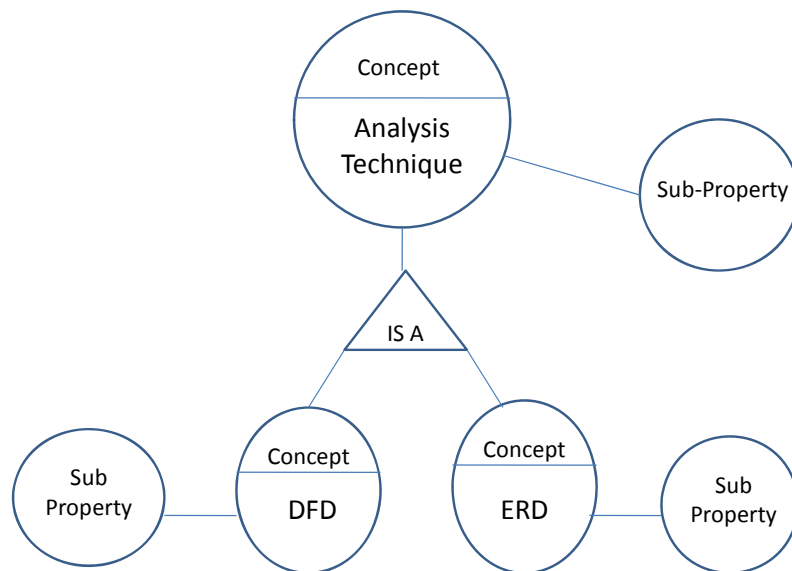 Concept
Analysis
Technique
Sub-Property
IS A
Concept
DFD
Concept
ERD
Sub
Property
Sub
Property